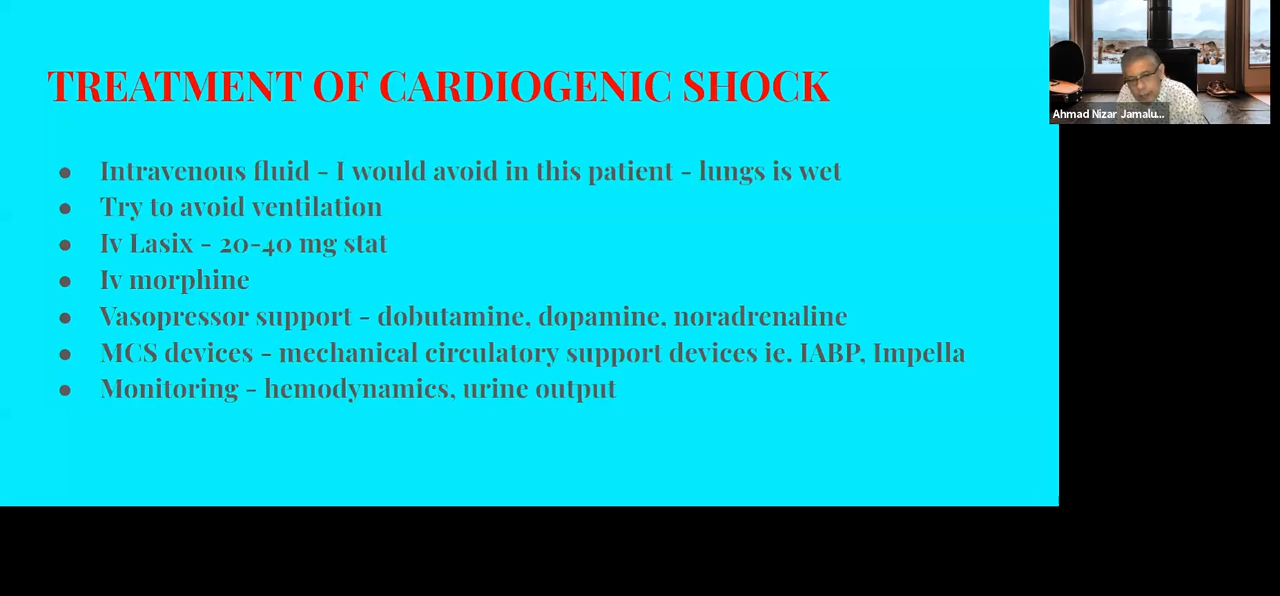 TREATMENT OF CARDIOGENIC SHOCK
● Intravenous fluid - I would avoid in this patient - lungs is wet
● Try to avoid ventilation
● Iv Lasix - 20-40 mg stat
● Iv morphine
● Vasopressor support - dobutamine, dopamine, noradrenaline
● MCS devices - mechanical circulatory support devices ie. IABP, Impella
● Monitoring - hemodynamics, urine output
Ahmad Nizar Jamalu...